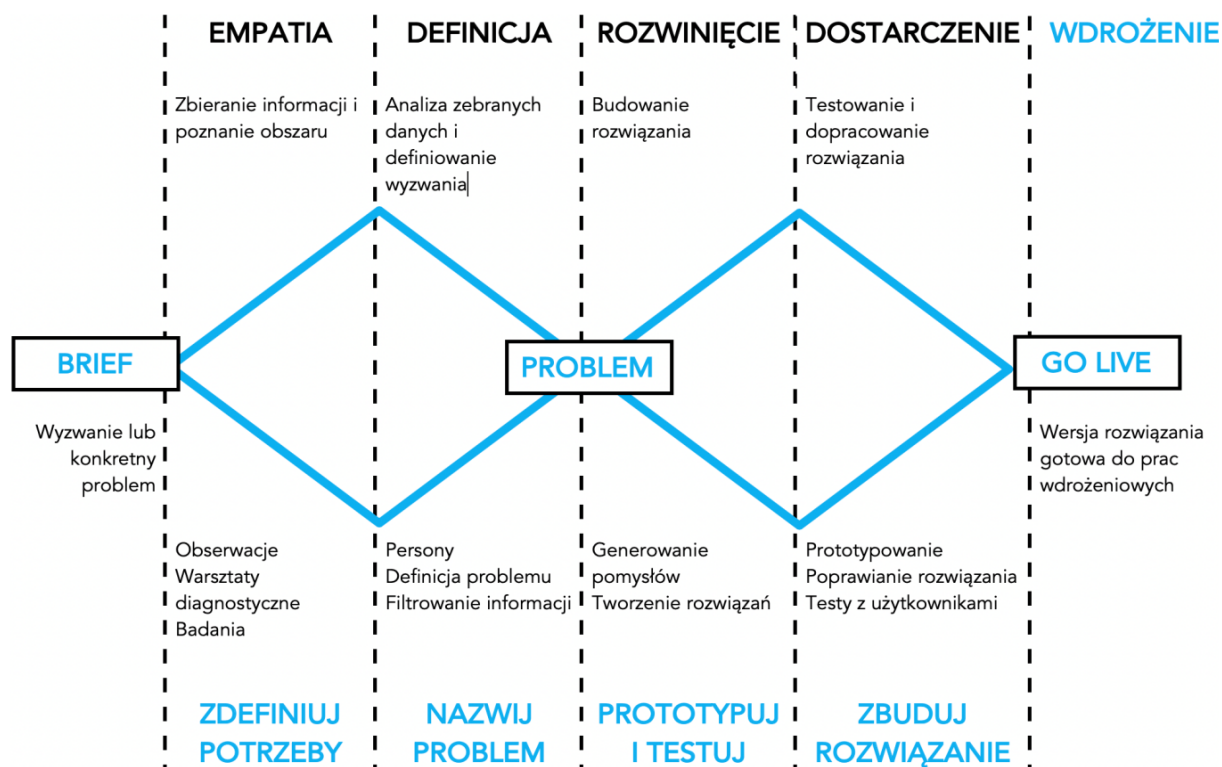 EMPATIA
DEFINICJA
ROZWINIĘCIE
DOSTARCZENIE
WDROŻENIE
Zbieranie informacji i
poznanie obszaru
Analiza zebranych
danych i
definiowanie
wyzwania
Budowanie
rozwiązania
Testowanie i
dopracowanie
rozwiązania
BRIEF
PROBLEM
GO LIVE
Wyzwanie lub
konkretny
problem
Wersja rozwiązania
gotowa do prac
wdrożeniowych
Obserwacje
Warsztaty
diagnostyczne
Badania
Persony
Definicja problemu
Filtrowanie informacji
Generowanie
pomysłów
Tworzenie rozwiązań
Prototypowanie
Poprawianie rozwiązania
Testy z użytkownikami
ZDEFINIUJ
POTRZEBY
NAZWIJ
PROBLEM
PROTOTYPUJ
I TESTUJ
ZBUDUJ
ROZWIĄZANIE